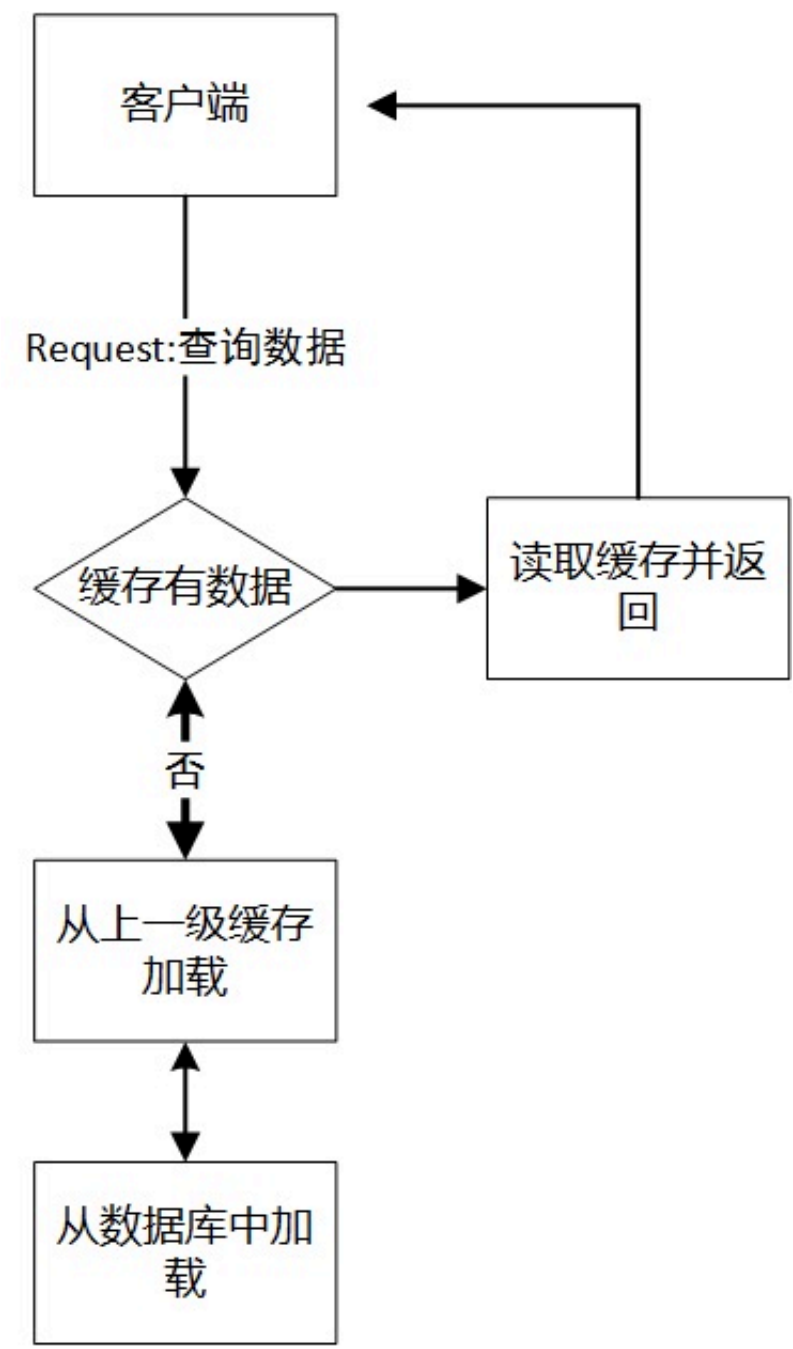 客户端
Request:查询数据
缓存有数据
读取缓存并返
回
否
从上一级缓存
加载
从数据库中加
载